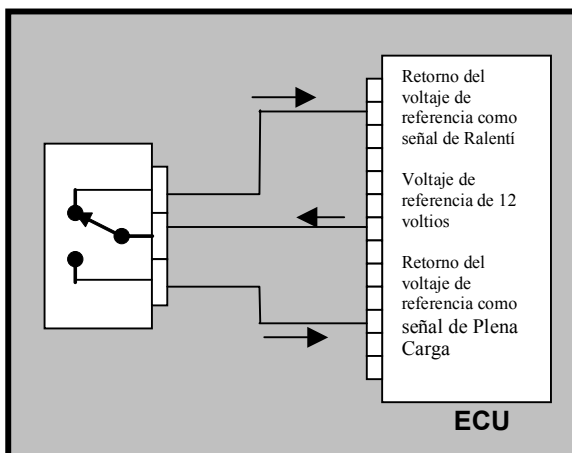 Retorno del
voltaje de
referencia como
señal de Ralentí
Voltaje de
referencia de 12
voltios
Retorno del
voltaje de
referencia como
señal de Plena
Carga
ECU